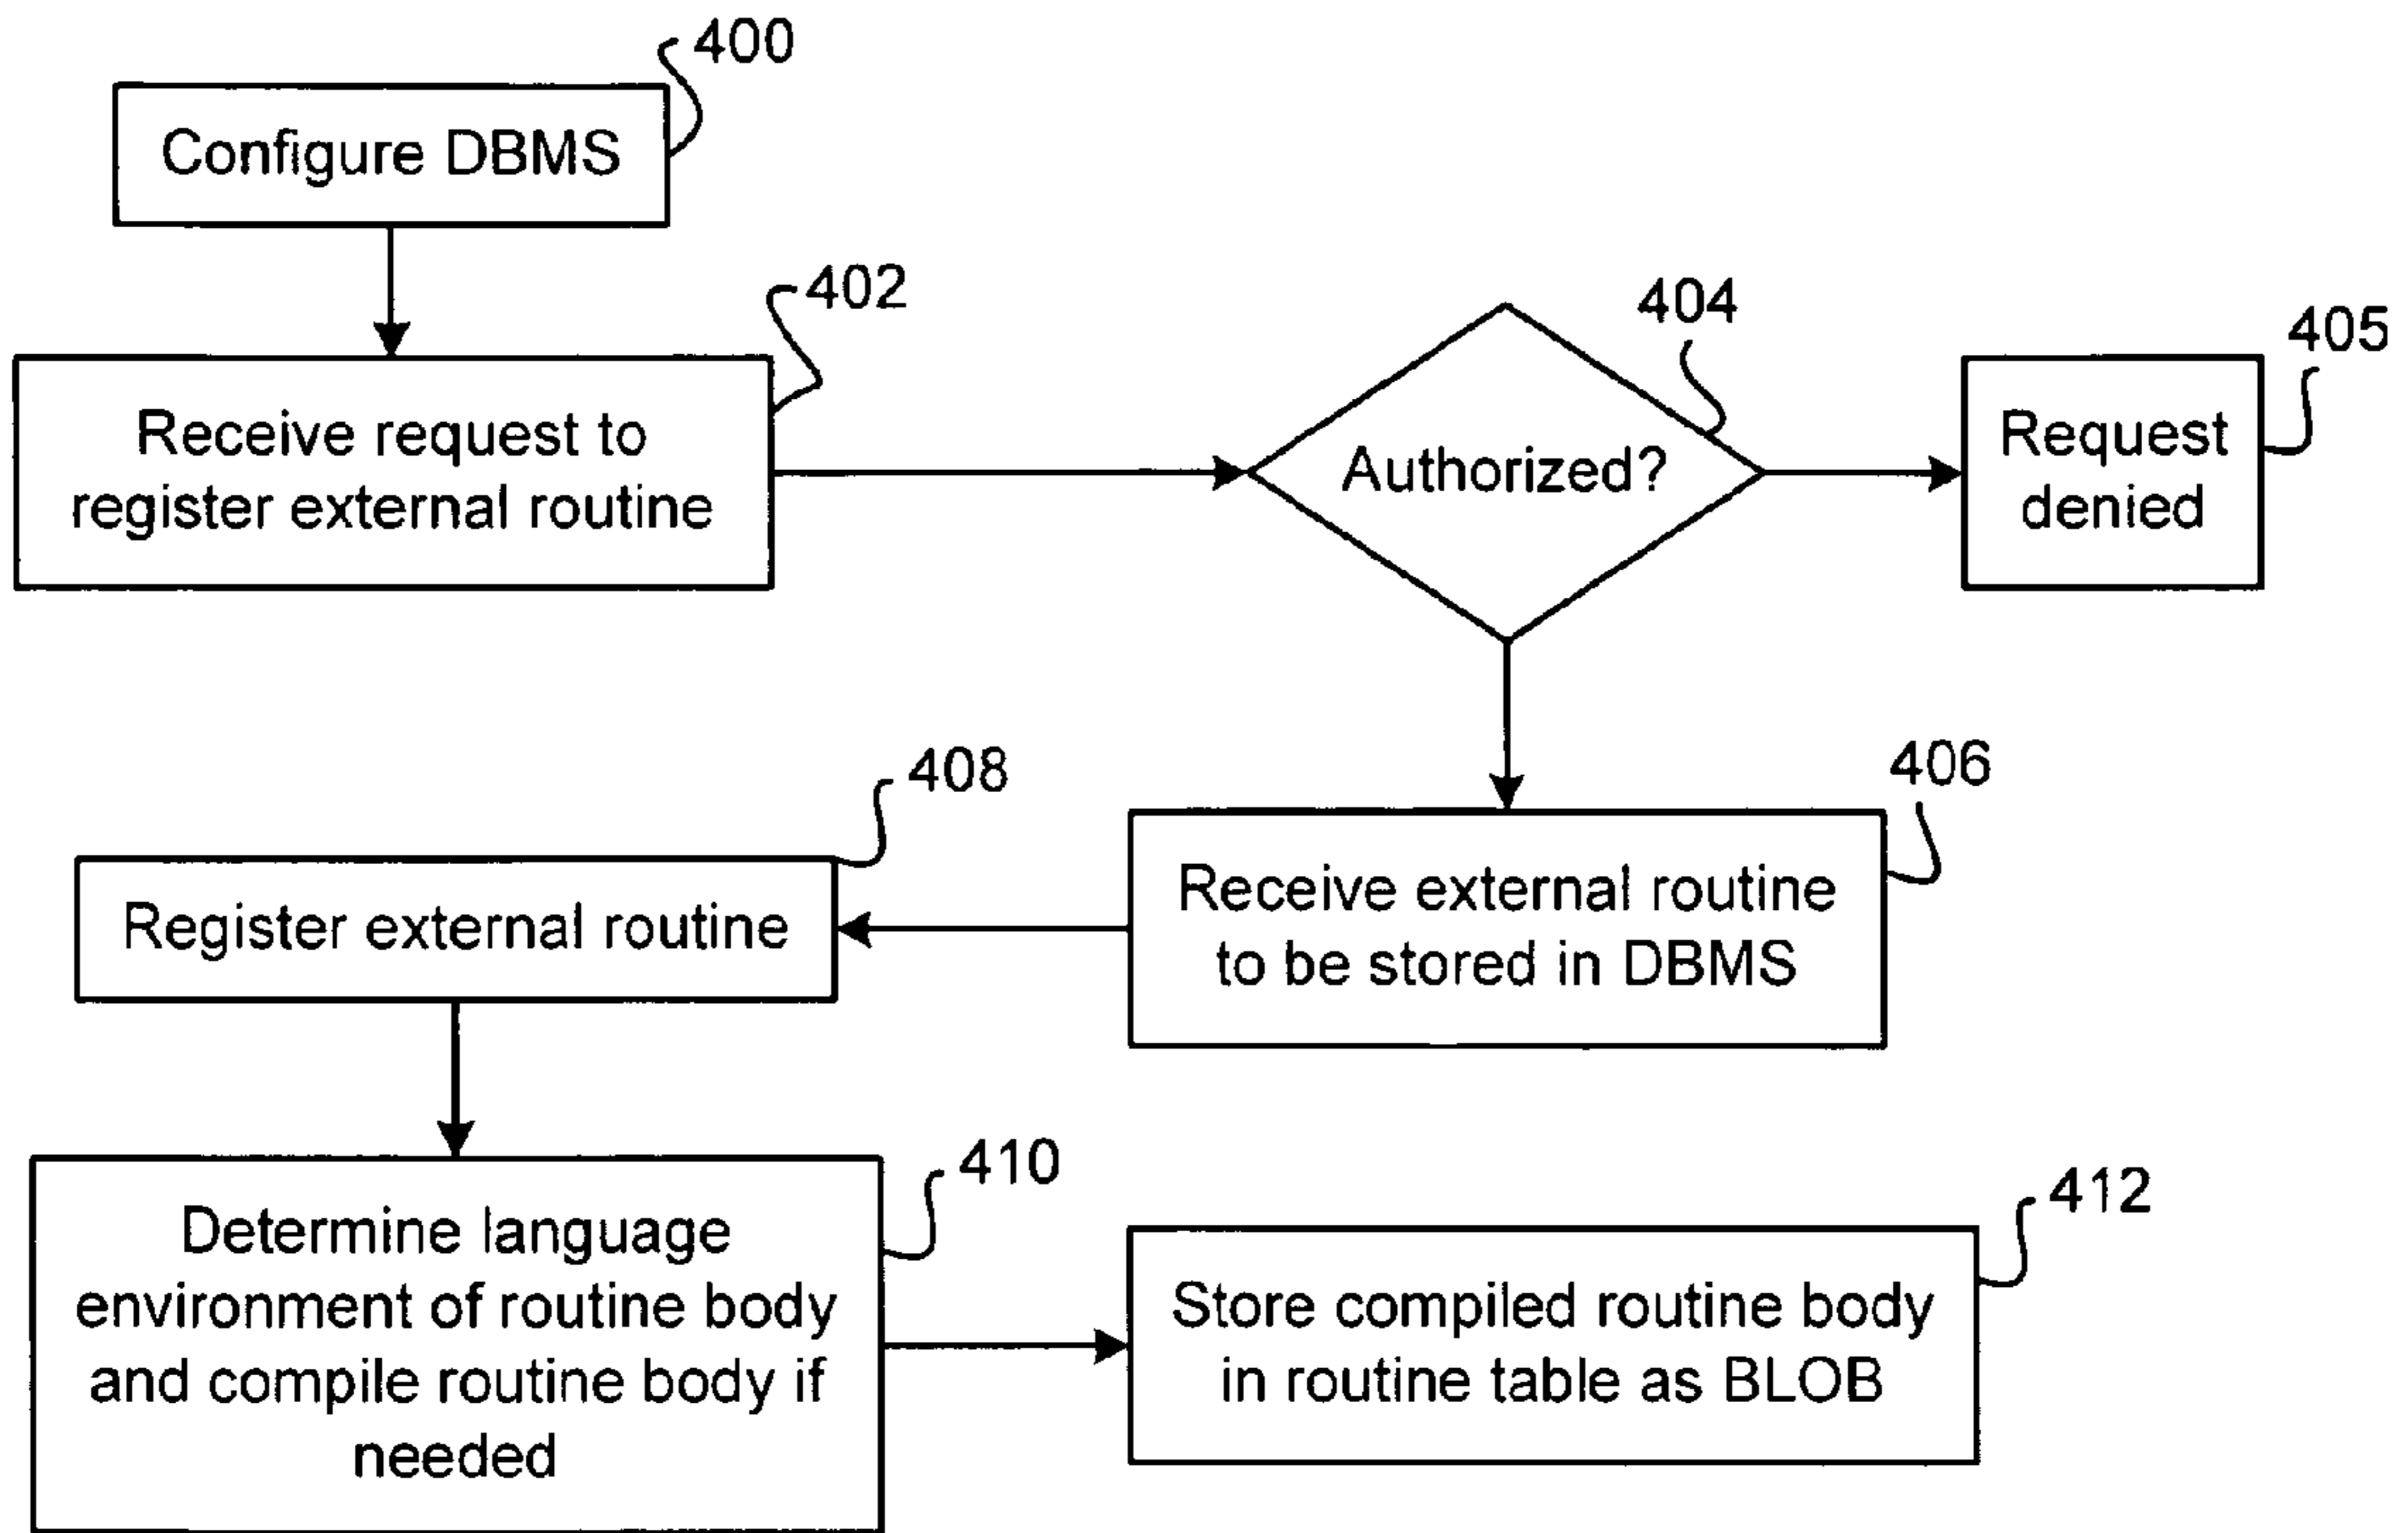 400
Configure DBMS
402
Receive request to
register external routine
404
Authorized?
405
Request
denied
406
Receive external routine
to be stored in DBMS
408
Register external routine
410
Determine language
environment of routine body
and compile routine body if
needed
412
Store compiled routine body
in routine table as BLOB